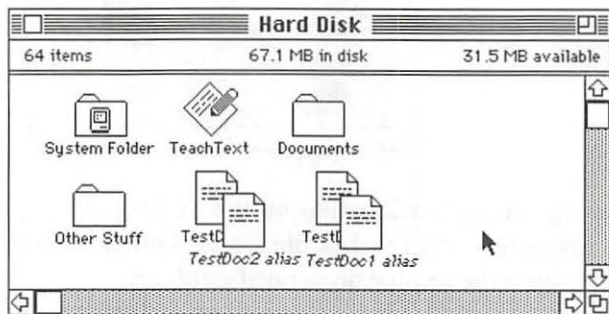 Hard Disk
64 items 67.1 MB in disk 31.5 MB available
System Folder TeachText Documents
Other Stuff TestD Test
TestDoc2 alias TestDoc1 alias